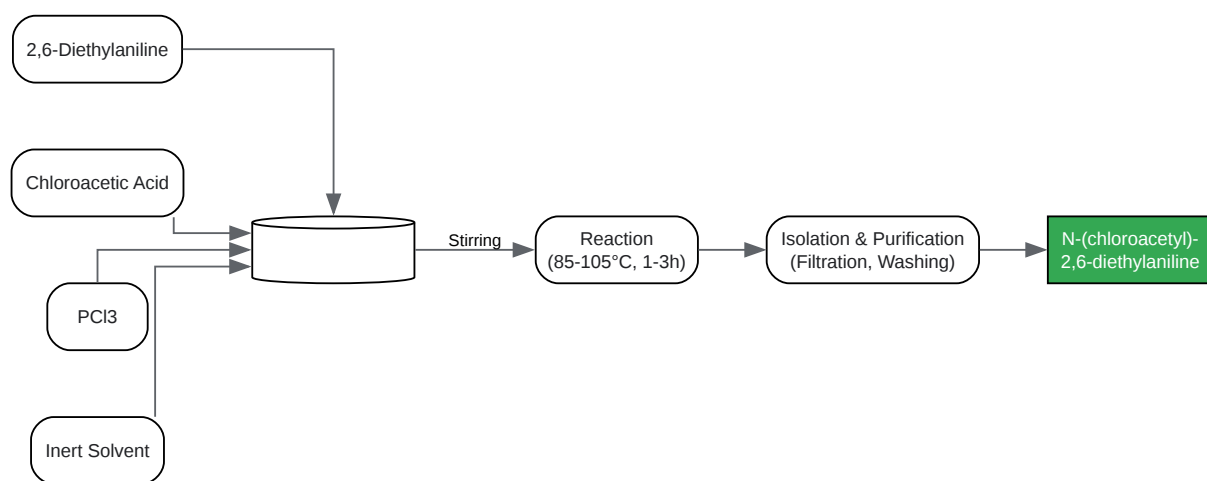 2,6-Diethylaniline
Chloroacetic Acid
PCl3
Inert Solvent
Stirring
Reaction
(85-105°C, 1-3h)
Isolation & Purification
(Filtration, Washing)
N-(chloroacetyl)-
2,6-diethylaniline